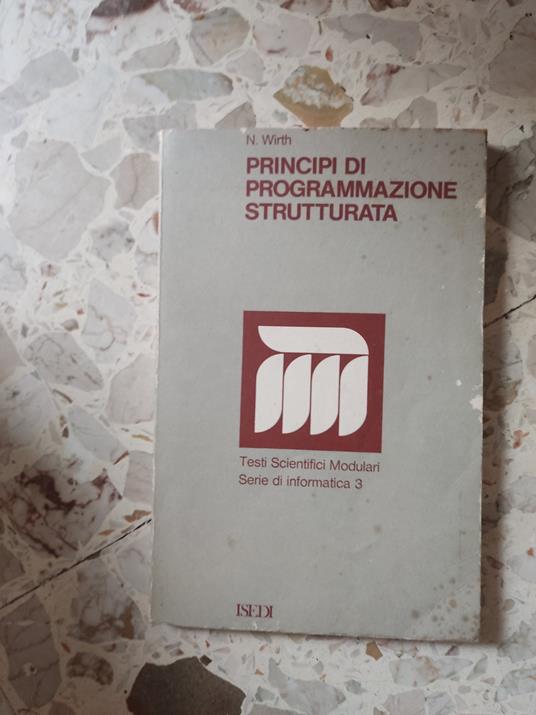 N. Wirth
PRINCIPI DI
PROGRAMMAZIONE
STRUTTURATA
Testi Scientifici Modulari
Serie di informatica 3
ISEDI